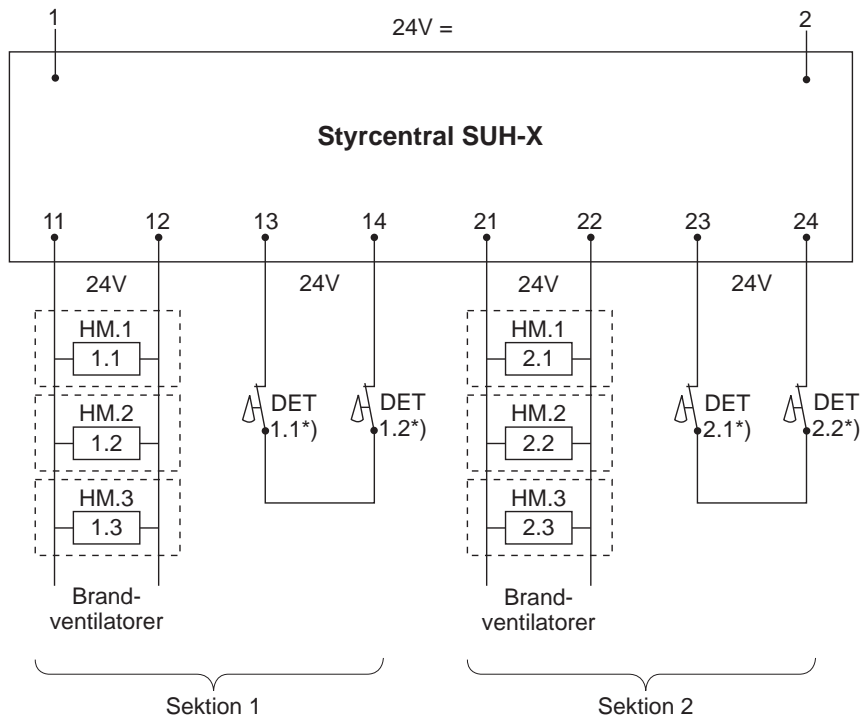 1
24V =
2
Styrcentral SUH-X
11
12
13
14
21
22
23
24
24V
24V
24V
24V
HM.1
1.1
HM.2
1.2
HM.3
1.3
DET
1.1*)
DET
1.2*)
HM.1
2.1
HM.2
2.2
HM.3
2.3
DET
2.1*)
DET
2.2*)
Brand-
ventilatorer
Brand-
ventilatorer
Sektion 1
Sektion 2